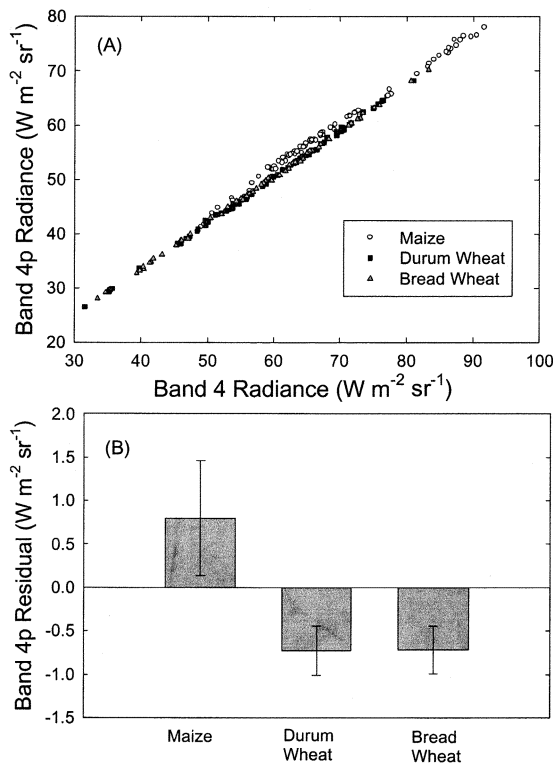 (A)
Band 4p Radiance (W m-2 sr-1)
80
70
60
50
40
30
20
Maize
Durum Wheat
Bread Wheat
30 40 50 60 70 80 90 100
Band 4 Radiance (W m-2 sr-1)
(B)
Band 4p Residual (W m-2 sr-1)
2.0
1.5
1.0
0.5
0.0
-0.5
-1.0
-1.5
Maize
Durum
Wheat
Bread
Wheat